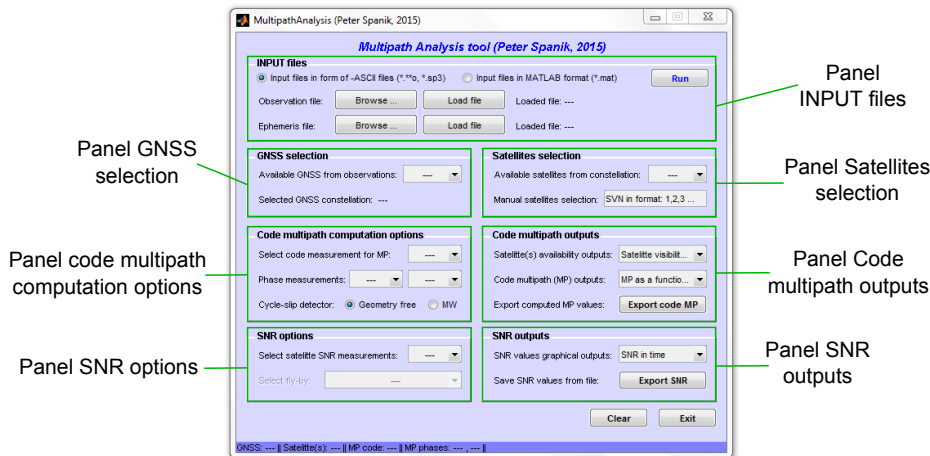 MultipathAnalysis (Peter Spanik, 2015)
Multipath Analysis tool (Peter Spanik, 2015)
INPUT files
Input files in form of -ASCII files (*.**o, *.sp3) Input files in MATLAB format (*.mat) Run
Observation file: Browse ... Load file Loaded file: ---
Ephemeris file: Browse ... Load file Loaded file: ---
Panel
INPUT files
Panel GNSS
selection
GNSS selection
Available GNSS from observations: ---
Selected GNSS constellation: ---
Satellites selection
Available satellites from constellation: ---
Manual satellites selection: SVN in format: 1,2,3 ...
Panel Satellites
selection
Panel code multipath
computation options
Code multipath computation options
Select code measurement for MP: ---
Phase measurements: --- ---
Cycle-slip detector: Geometry free MW
Code multipath outputs
Satelitte(s) availability outputs: Satelitte visibilit...
Code multipath (MP) outputs: MP as a functio...
Export computed MP values: Export code MP
Panel Code
multipath outputs
Panel SNR options
SNR options
Select satelitte SNR measurements: ---
Select fly-by: ---
SNR outputs
SNR values graphical outputs: SNR in time
Save SNR values from file: Export SNR
Panel SNR
outputs
Clear Exit
GNSS: --- || Satelitte(s): --- || MP code: --- || MP phases: --- , --- ||